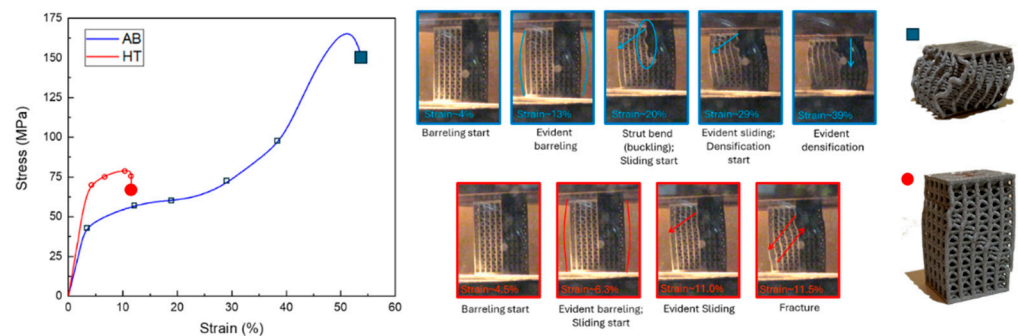 175
150
125
100
75
50
25
0
Stress (MPa)
AB
HT
0 10 20 30 40 50 60
Strain (%)
Strain~4% Strain~13% Strain~20% Strain~29% Strain~39%
Barreling start
Evident
barreling
Strut bend
(buckling);
Sliding start
Evident sliding;
Densification
start
Evident
densification
Strain~4.5% Strain~6.3% Strain~11.0% Strain~11.5%
Barreling start
Evident barreling;
Sliding start
Evident Sliding
Fracture